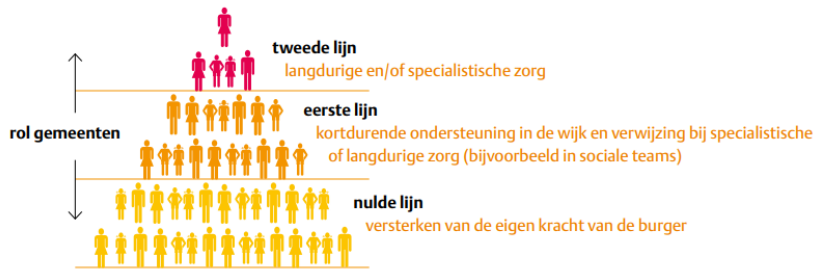 tweede lijn
langdurige en/of specialistische zorg
eerste lijn
rol gemeenten
kortdurende ondersteuning in de wijk en verwijzing bij specialistische
of langdurige zorg (bijvoorbeeld in sociale teams)
nulde lijn
versterken van de eigen kracht van de burger